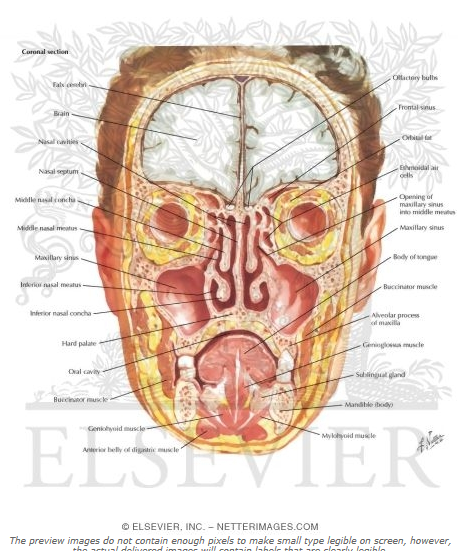 Coronal section
Falx cerebri
Brain
Nasal cavities
Nasal septum
Middle nasal concha
Middle nasal meatus
Maxillary sinus
Inferior nasal meatus
Inferior nasal concha
Hard palate
Oral cavity
Buccinator muscle
Geniohyoid muscle
Anterior belly of digastric muscle
Olfactory bulbs
Frontal sinus
Orbital fat
Ethmoidal air
cells
Opening of
maxillary sinus
into middle meatus
Maxillary sinus
Body of tongue
Buccinator muscle
Alveolar process
of maxilla
Genioglossus muscle
Sublingual gland
Mandible (body)
Mylohyoid muscle
ELSEVIER
© ELSEVIER, INC. – NETTERIMAGES.COM
The preview images do not contain enough pixels to make small type legible on screen, however,
the actual delivered images will contain labels that are clearly legible.